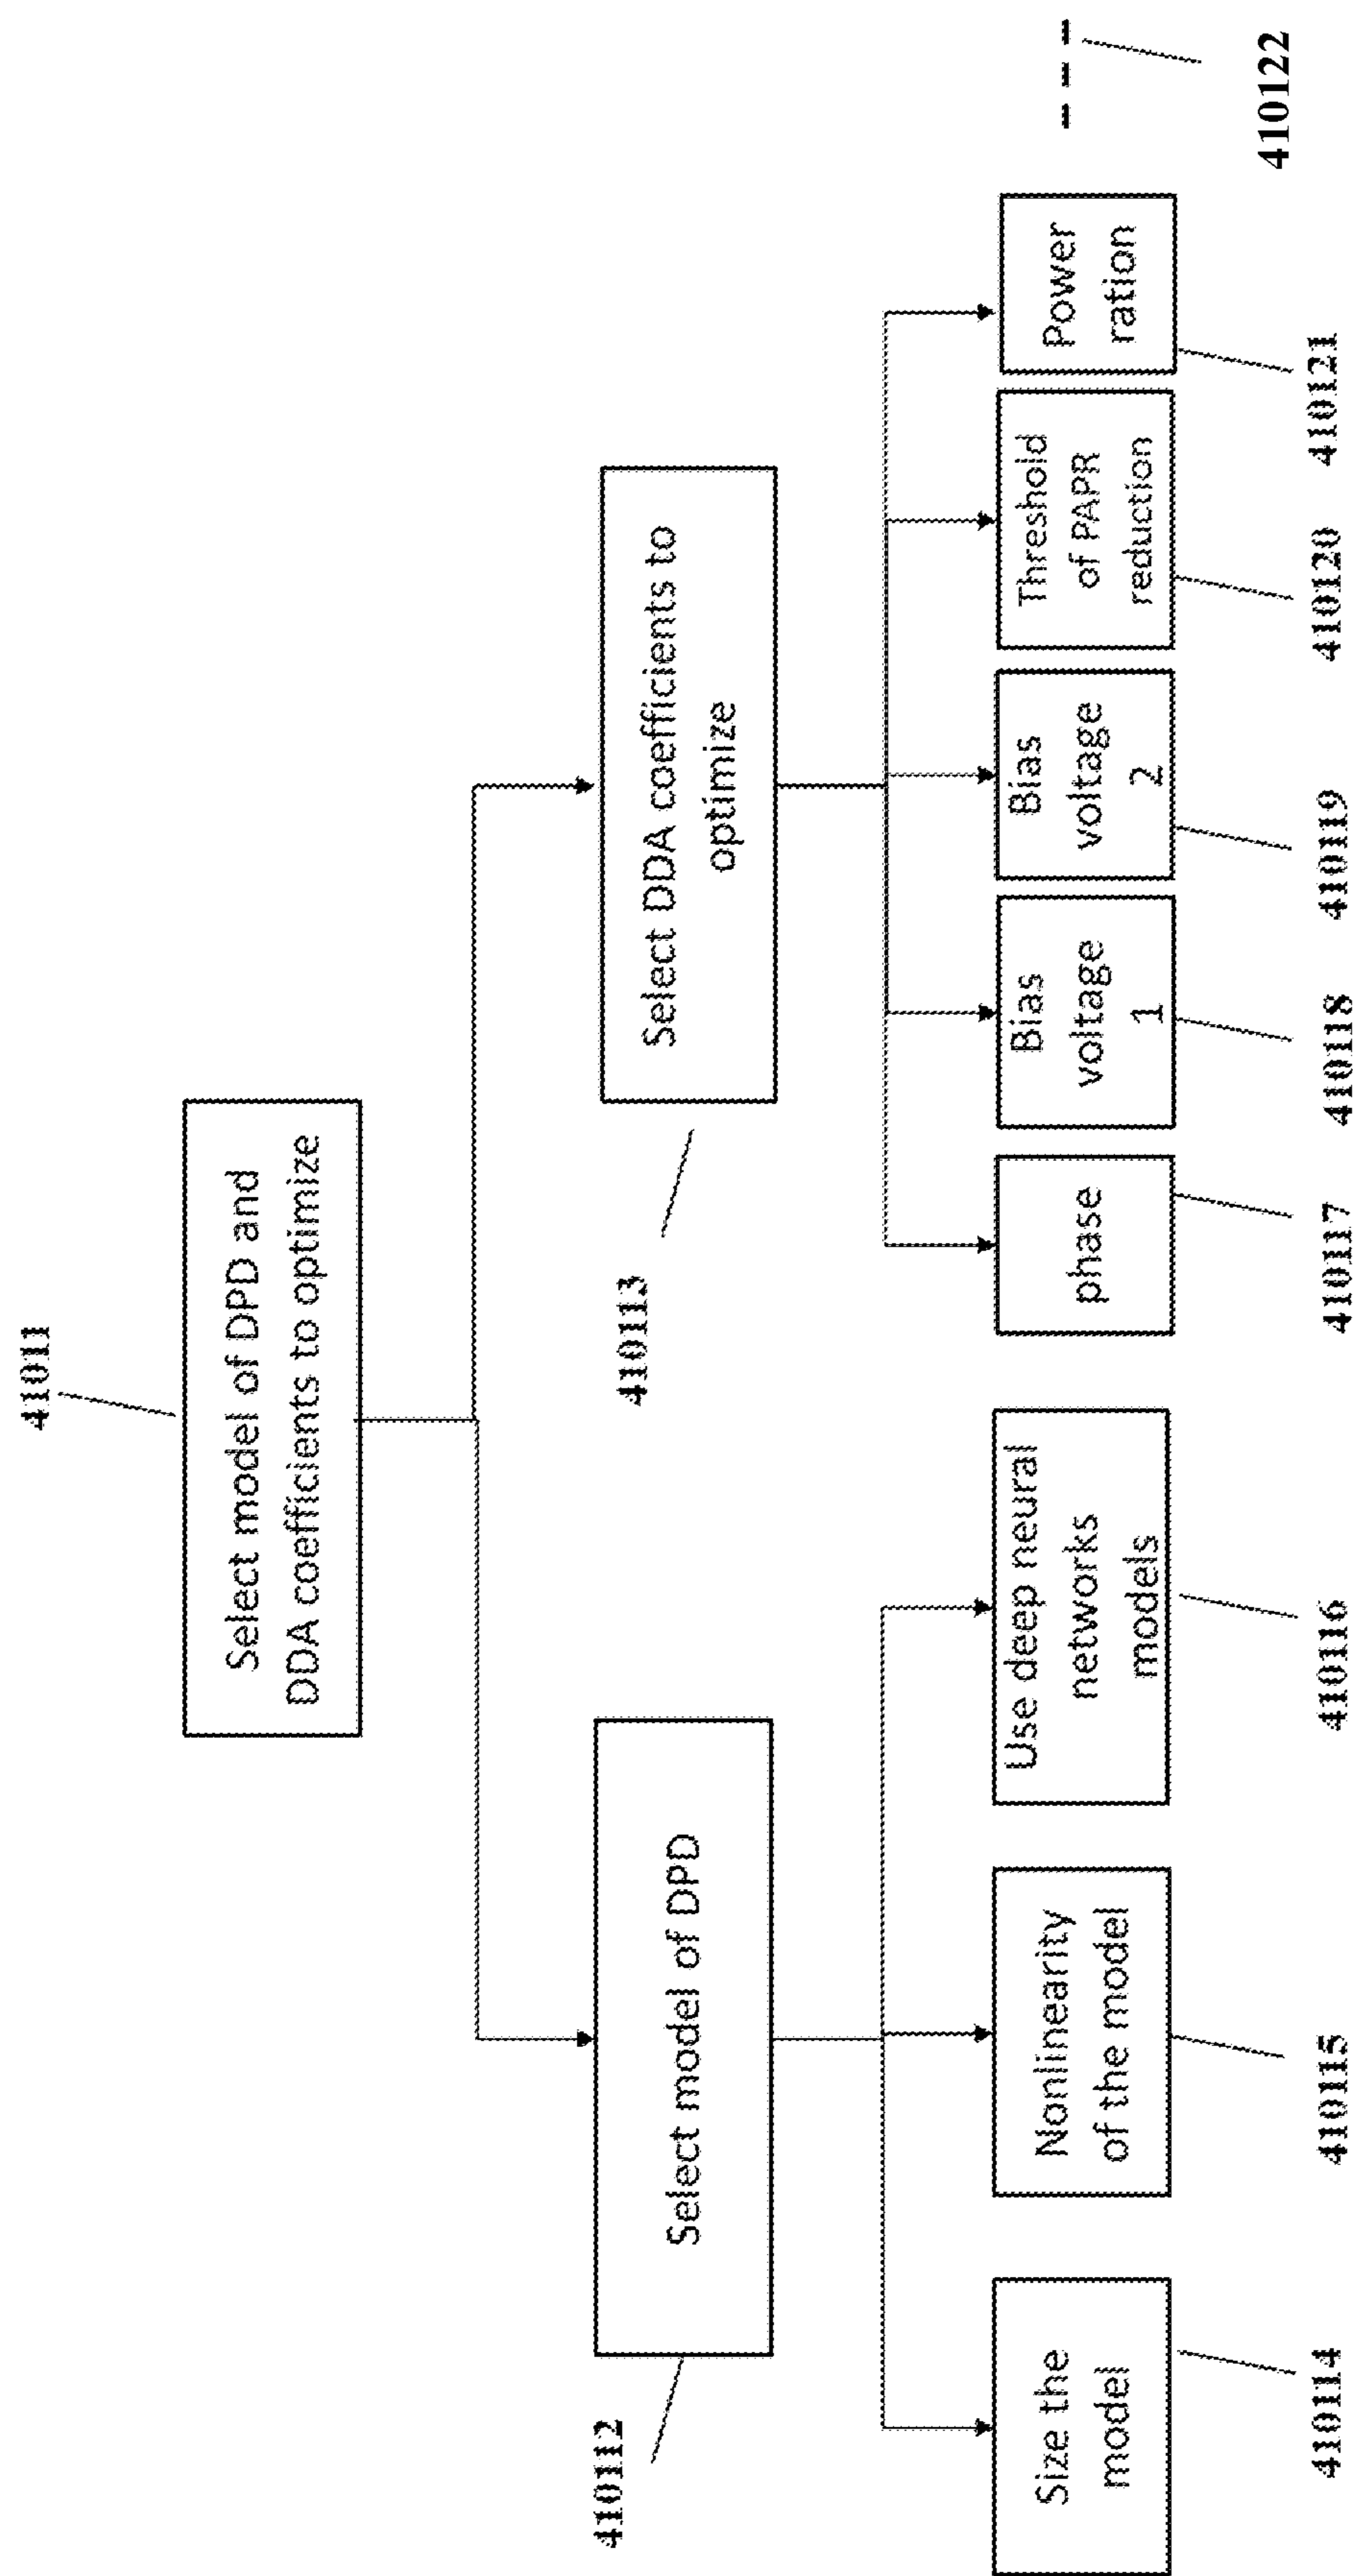 41011
Select model of DPD and
DDA coefficients to optimize
410112
Select model of DPD
410113
Select DDA coefficients to
optimize
Size the
model
Nonlinearity
of the model
Use deep neural
networks
models
phase
Bias
voltage
1
Bias
voltage
2
Threshold
of PAPR
reduction
Power
ration
410114
410115
410116
410117
410118
410119
410120
410121
410122